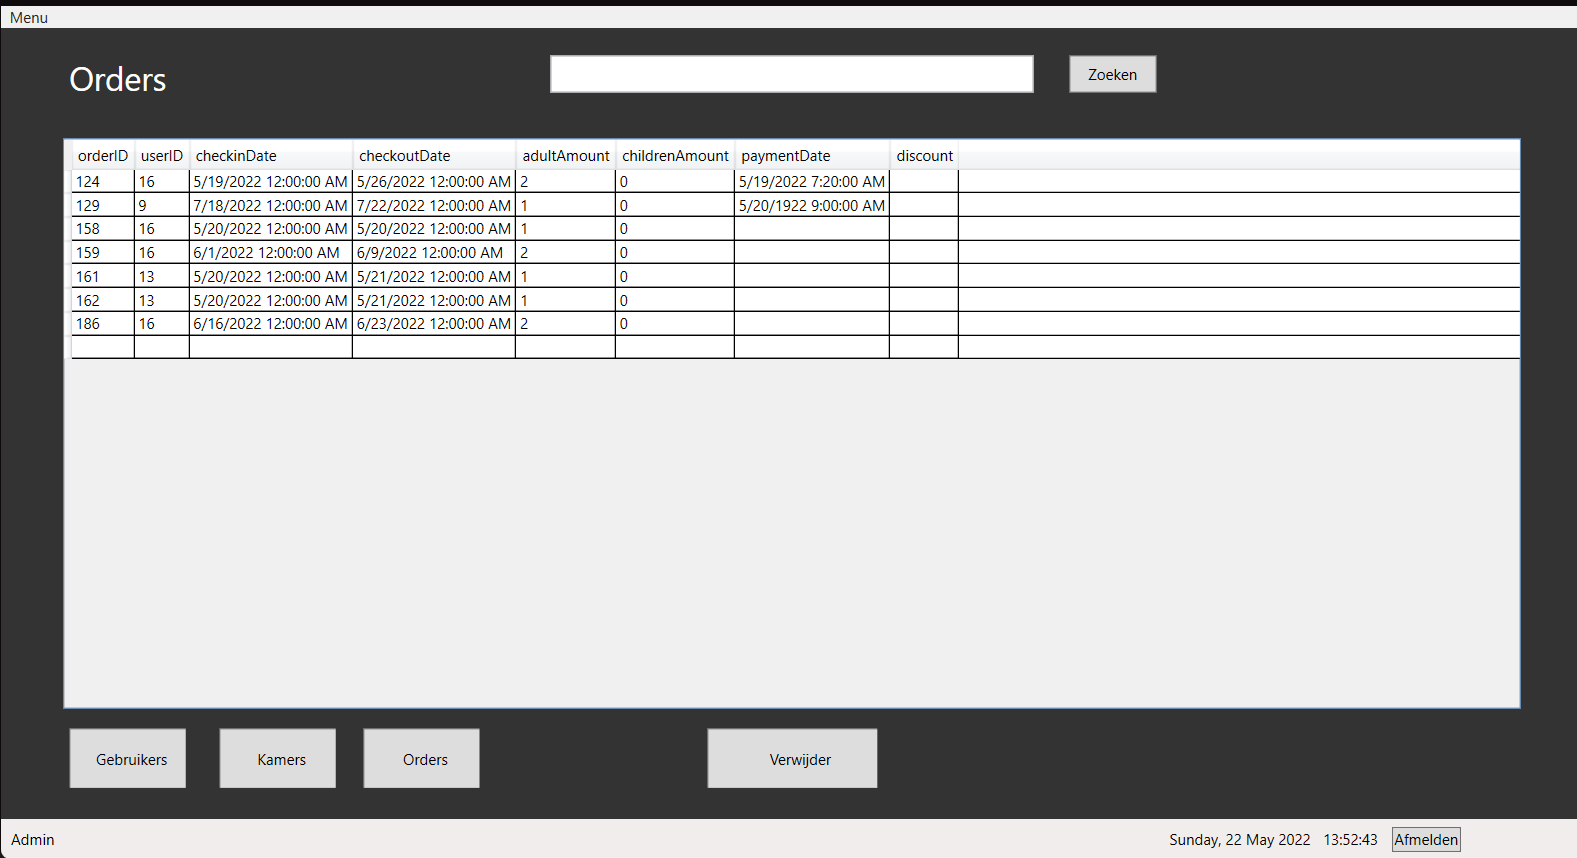 Menu
Orders
Zoeken
orderID userID checkinDate checkoutDate adultAmount childrenAmount paymentDate discount
124 16 5/19/2022 12:00:00 AM 5/26/2022 12:00:00 AM 2 0 5/19/2022 7:20:00 AM
129 9 7/18/2022 12:00:00 AM 7/22/2022 12:00:00 AM 1 0 5/20/1922 9:00:00 AM
158 16 5/20/2022 12:00:00 AM 5/20/2022 12:00:00 AM 1 0
159 16 6/1/2022 12:00:00 AM 6/9/2022 12:00:00 AM 2 0
161 13 5/20/2022 12:00:00 AM 5/21/2022 12:00:00 AM 1 0
162 13 5/20/2022 12:00:00 AM 5/21/2022 12:00:00 AM 1 0
186 16 6/16/2022 12:00:00 AM 6/23/2022 12:00:00 AM 2 0
Gebruikers Kamers Orders Verwijder
Admin Sunday, 22 May 2022 13:52:43 Afmelden